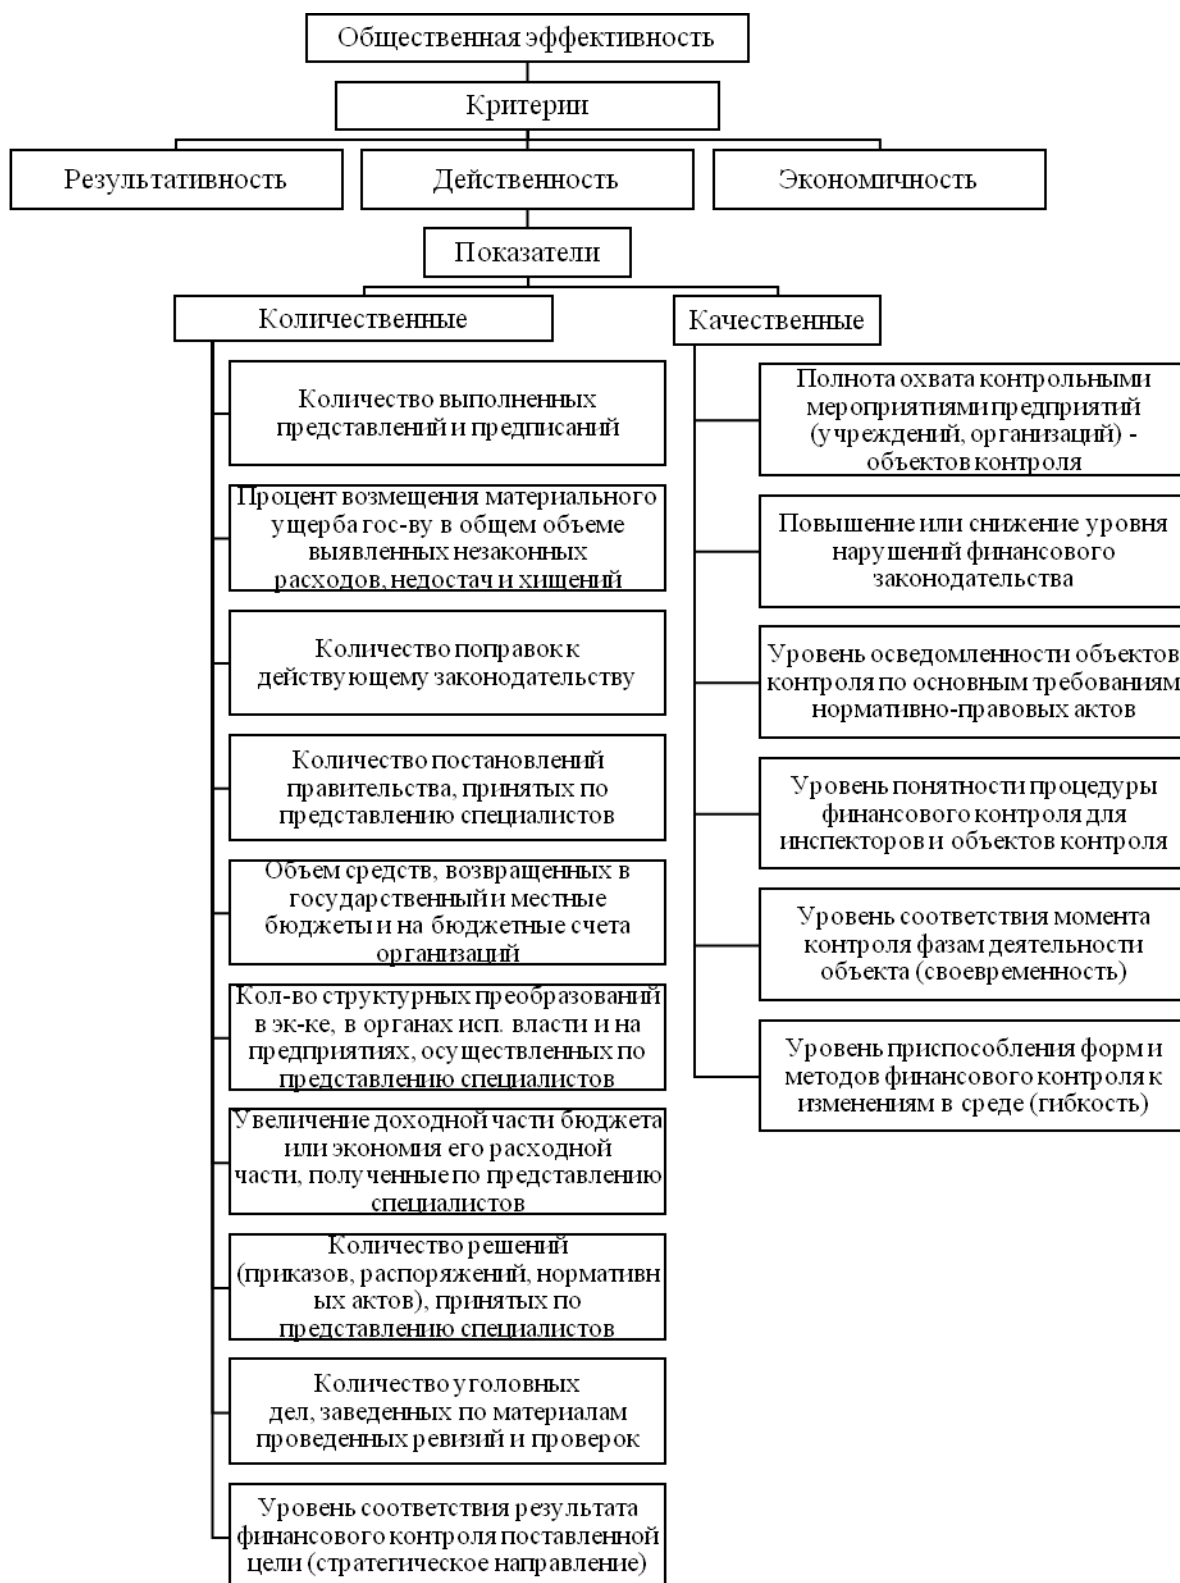 Общественная эффективность
Критерии
Результативность
Действенность
Экономичность
Показатели
Количественные
Качественные
Количество выполненных
представлений и предписаний
Процент возмещения материального
ущерба гос-ву в общем объеме
выявленных незаконных
расходов, недостач и хищений
Количество поправок к
действующему законодательству
Количество постановлений
правительства, принятых по
представлению специалистов
Объем средств, возвращенных в
государственный и местные
бюджеты и на бюджетные счета
организаций
Кол-во структурных преобразований
в эк-ке, в органах исп. власти и на
предприятиях, осуществленных по
представлению специалистов
Увеличение доходной части бюджета
или экономия его расходной
части, полученные по представлению
специалистов
Количество решений
(приказов, распоряжений, нормативн
ых актов), принятых по
представлению специалистов
Количество уголовных
дел, заведенных по материалам
проведенных ревизий и проверок
Уровень соответствия результата
финансового контроля поставленной
цели (стратегическое направление)
Полнота охвата контрольными
мероприятиями предприятий
(учреждений, организаций) -
объектов контроля
Повышение или снижение уровня
нарушений финансового
законодательства
Уровень осведомленности объектов
контроля по основным требованиям
нормативно-правовых актов
Уровень понятности процедуры
финансового контроля для
инспекторов и объектов контроля
Уровень соответствия момента
контроля фазам деятельности
объекта (своевременность)
Уровень приспособления форм и
методов финансового контроля к
изменениям в среде (гибкость)